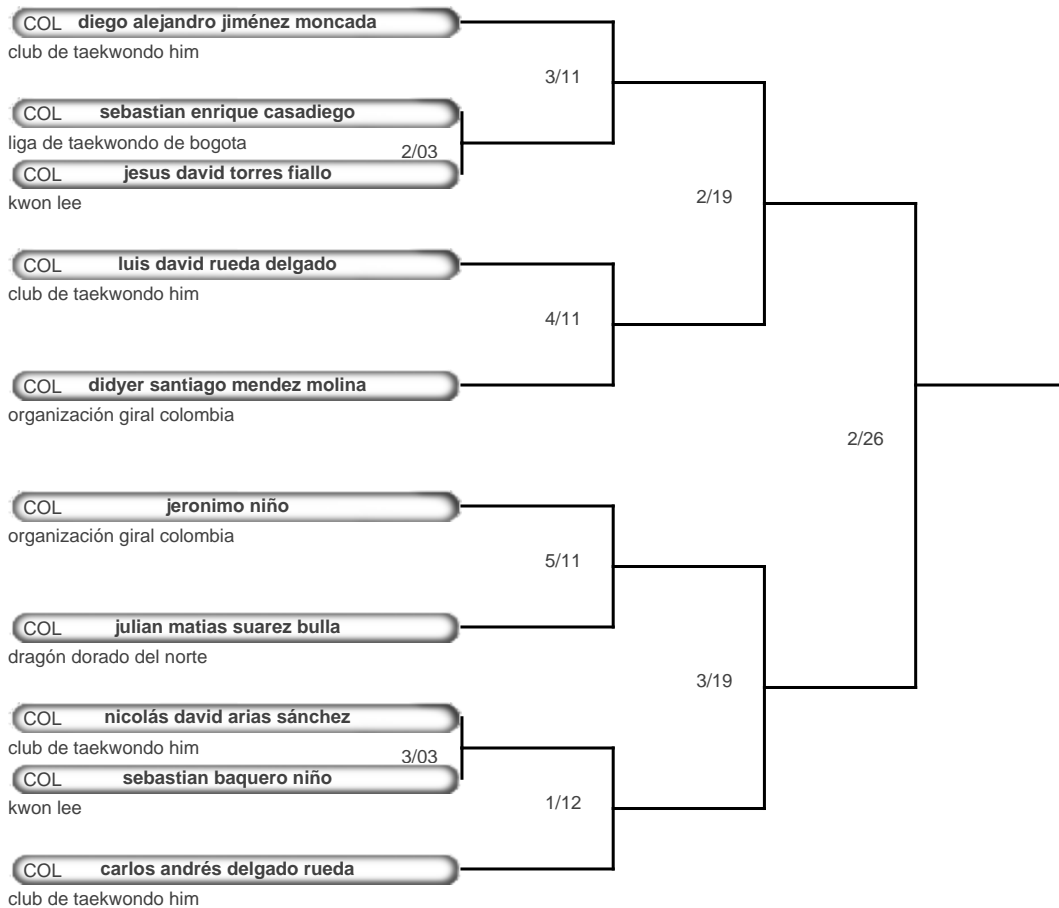 COL diego alejandro jiménez moncada
club de taekwondo him
3/11
COL sebastian enrique casadiego
liga de taekwondo de bogota
2/03
COL jesus david torres fiallo
kwon lee
2/19
COL luis david rueda delgado
club de taekwondo him
4/11
COL didyer santiago mendez molina
organización giral colombia
2/26
COL jeronimo niño
organización giral colombia
5/11
COL julian matias suarez bulla
dragón dorado del norte
3/19
COL nicolás david arias sánchez
club de taekwondo him
3/03
COL sebastian baquero niño
kwon lee
1/12
COL carlos andrés delgado rueda
club de taekwondo him